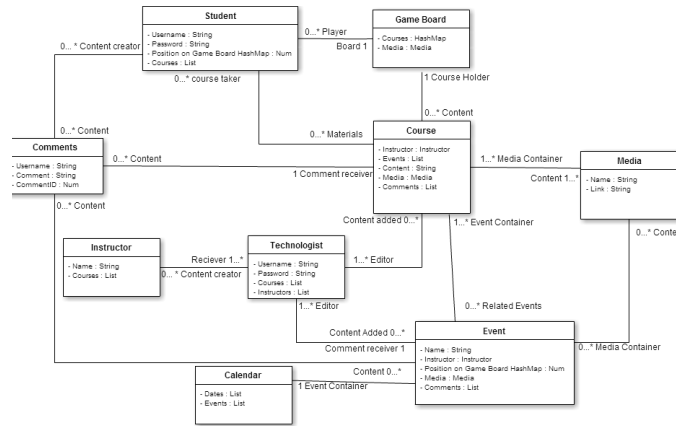 Student
- Username : String
- Password : String
- Position on Game Board HashMap : Num
- Courses : List
0...* Player
Board 1
Game Board
- Courses : HashMap
- Media : Media
0...* Content creator
0...* course taker
1 Course Holder
0...* Content
0...* Content
0...* Materials
Course
- Instructor : Instructor
- Events : List
- Content : String
- Media : Media
- Comments : List
Comments
- Username : String
- Comment : String
- CommentID : Num
0...* Content
1 Comment receiver
1...* Media Container
Content 1...*
Media
- Name : String
- Link : String
0...* Content
Content added 0...*
1...* Event Container
0...* Conte
Instructor
- Name : String
- Courses : List
Reciever 1...*
0...* Content creator
Technologist
- Username : String
- Password : String
- Courses : List
- Instructors : List
1...* Editor
1...* Editor
0...* Related Events
Content Added 0...*
Comment receiver 1
Event
- Name : String
- Instructor : Instructor
- Position on Game Board HashMap : Num
- Media : Media
- Comments : List
0...* Media Container
Calendar
- Dates : List
- Events : List
Content 0...*
1 Event Container